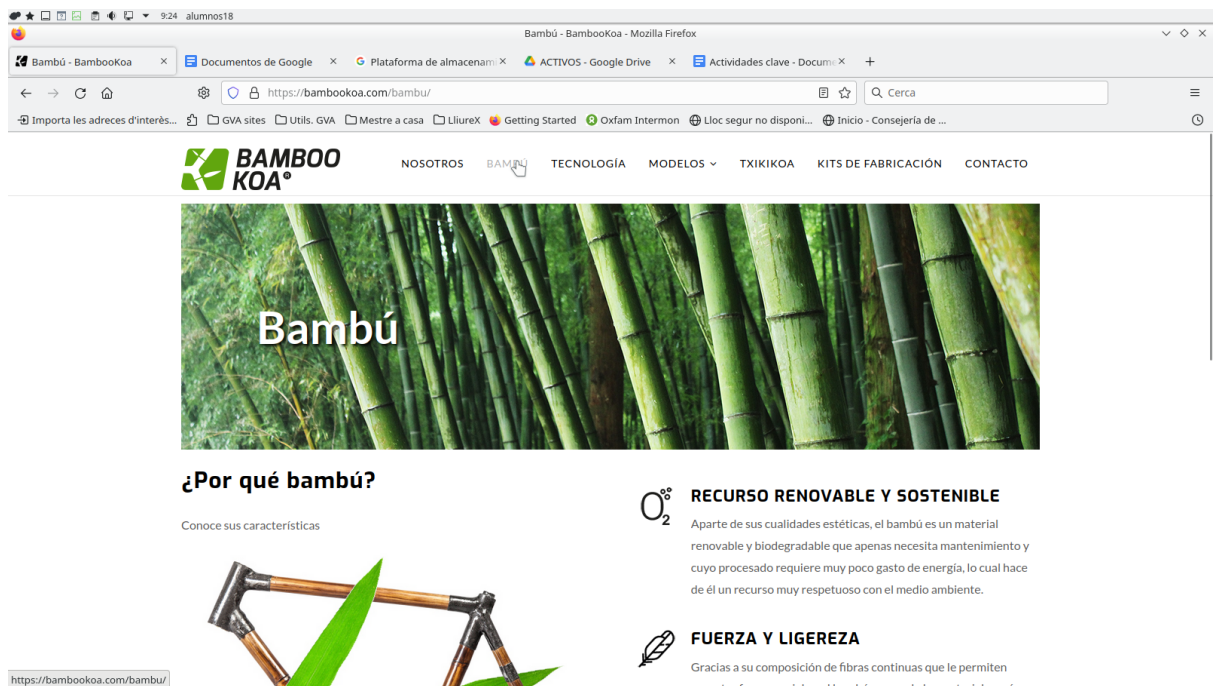 9:24 alumnos18
Bambú - BambooKoa - Mozilla Firefox
Bambú - BambooKoa
Documentos de Google
Plataforma de almacenami
ACTIVOS - Google Drive
Actividades clave - Docume
https://bambookoa.com/bambu/
Cerca
Importa les adreces d'interès...
GVA sites
Utils. GVA
Mestre a casa
LliureX
Getting Started
Oxfam Intermon
Lloc segur no disponi...
Inicio - Consejería de ...
BAMBOO
KOA®
NOSOTROS
BAMBÚ
TECNOLOGÍA
MODELOS
TXIKIKOA
KITS DE FABRICACIÓN
CONTACTO
Bambú
¿Por qué bambú?
Conoce sus características
O2
RECURSO RENOVABLE Y SOSTENIBLE
Aparte de sus cualidades estéticas, el bambú es un material
renovable y biodegradable que apenas necesita mantenimiento y
cuyo procesado requiere muy poco gasto de energía, lo cual hace
de él un recurso muy respetuoso con el medio ambiente.
FUERZA Y LIGEREZA
Gracias a su composición de fibras continuas que le permiten
https://bambookoa.com/bambu/